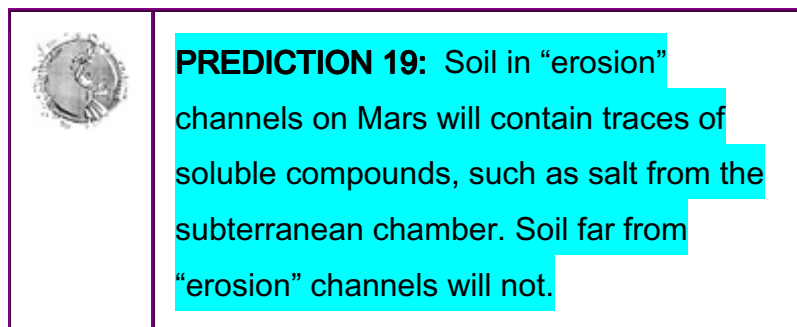 PREDICTION 19: Soil in “erosion”
channels on Mars will contain traces of
soluble compounds, such as salt from the
subterranean chamber. Soil far from
“erosion” channels will not.